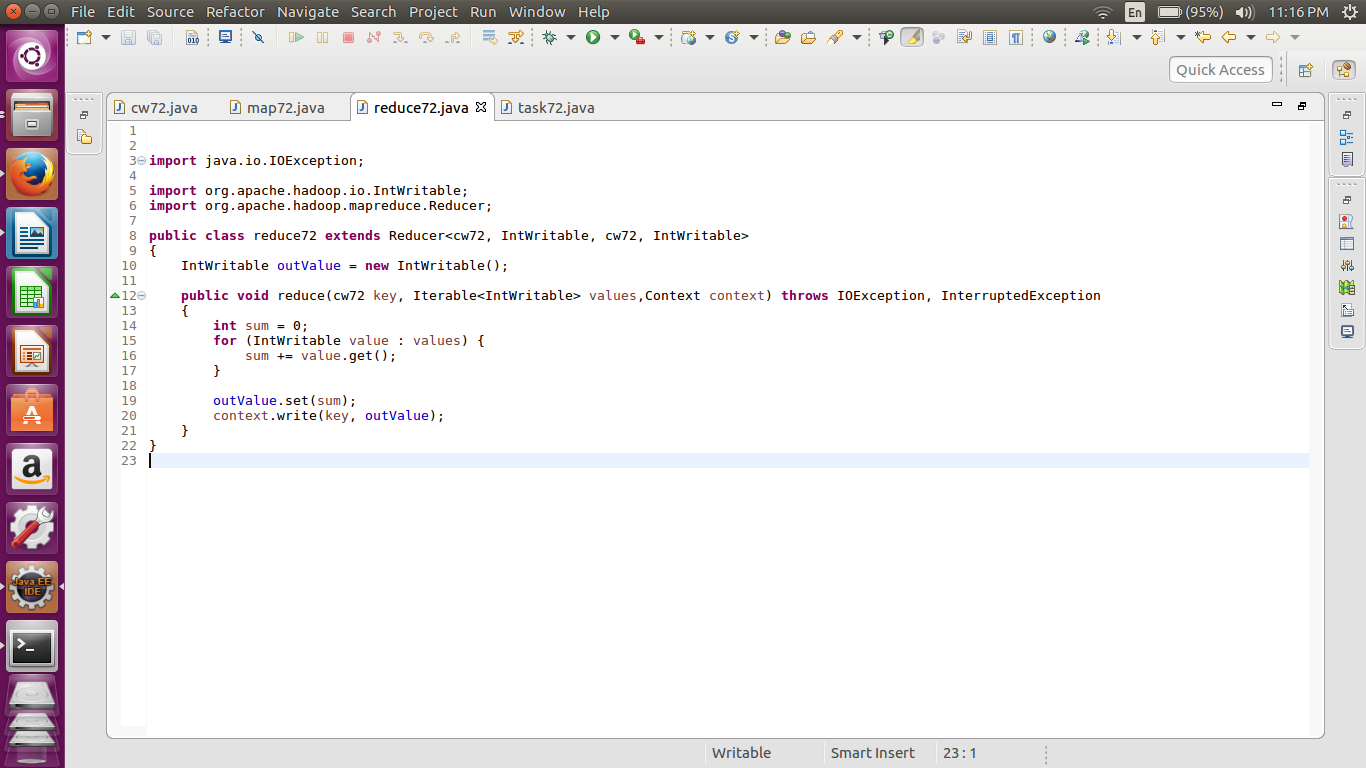 File Edit Source Refactor Navigate Search Project Run Window Help
En (95%) 11:16 PM
010
Quick Access
cw72.java map72.java reduce72.java task72.java
1
2
3 import java.io.IOException;
4
5 import org.apache.hadoop.io.IntWritable;
6 import org.apache.hadoop.mapreduce.Reducer;
7
8 public class reduce72 extends Reducer<cw72, IntWritable, cw72, IntWritable>
9 {
10 IntWritable outValue = new IntWritable();
11
12 public void reduce(cw72 key, Iterable<IntWritable> values,Context context) throws IOException, InterruptedException
13 {
14 int sum = 0;
15 for (IntWritable value : values) {
16 sum += value.get();
17 }
18
19 outValue.set(sum);
20 context.write(key, outValue);
21 }
22 }
23
Java EE
IDE
Writable Smart Insert 23 : 1